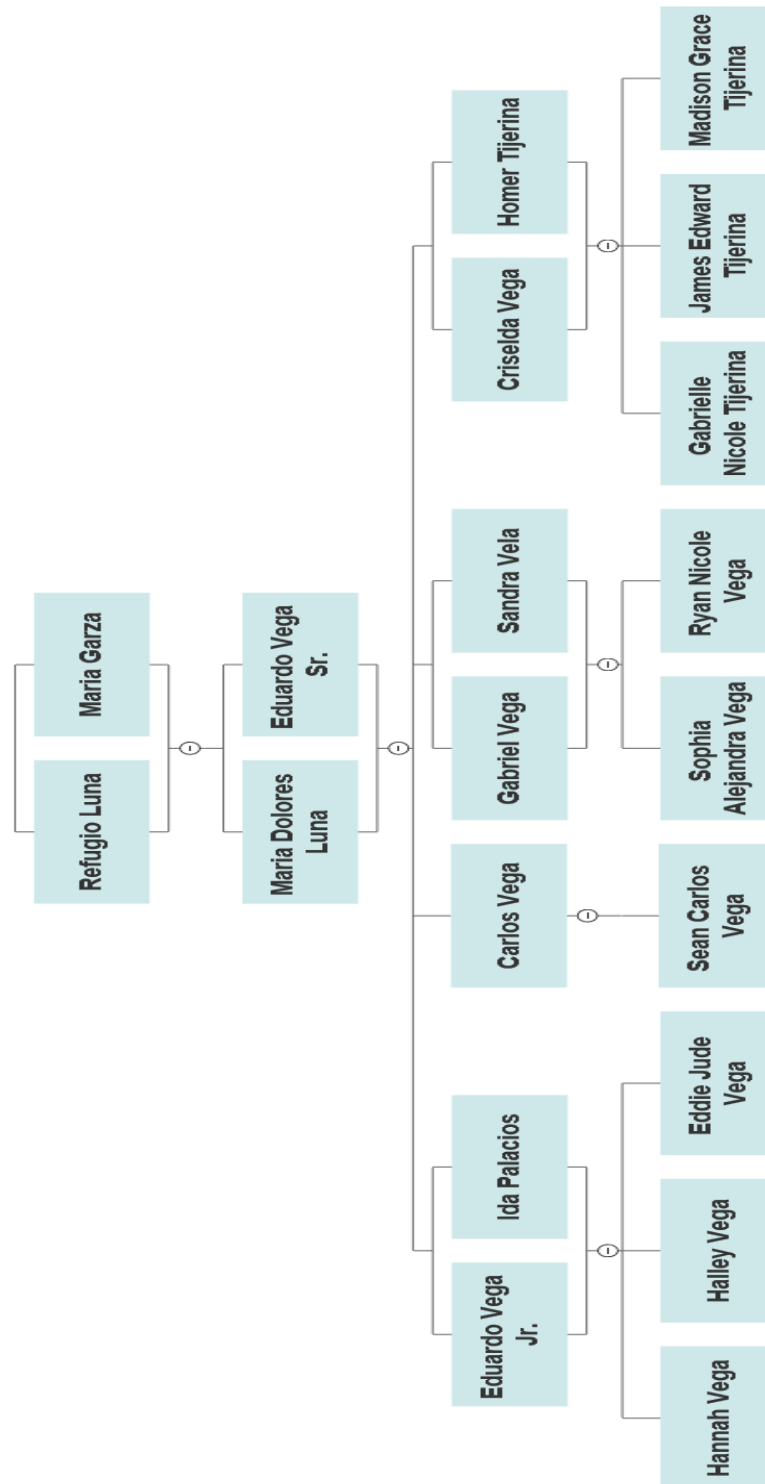 Refugio Luna
Maria Garza
Maria Dolores
Luna
Eduardo Vega
Sr.
Eduardo Vega
Jr.
Ida Palacios
Carlos Vega
Gabriel Vega
Sandra Vela
Criselda Vega
Homer Tijerina
Hannah Vega
Halley Vega
Eddie Jude
Vega
Sean Carlos
Vega
Sophia
Alejandra Vega
Ryan Nicole
Vega
Gabrielle
Nicole Tijerina
James Edward
Tijerina
Madison Grace
Tijerina